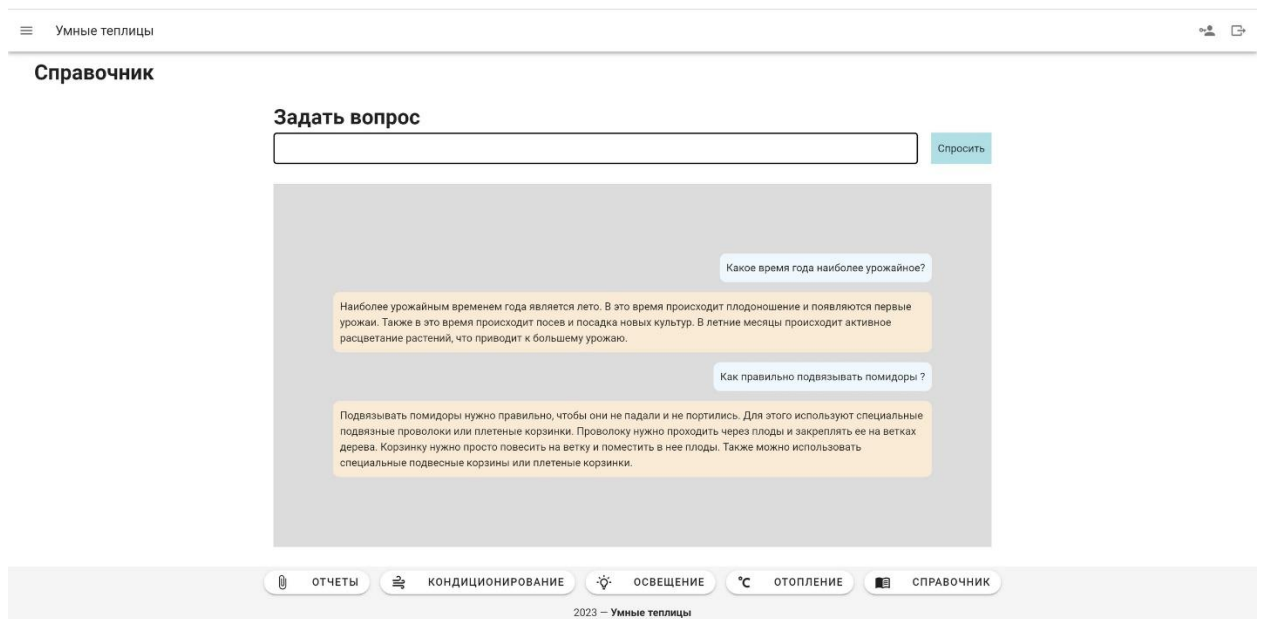 Умные теплицы
Справочник
Задать вопрос
Спросить
Какое время года наиболее урожайное?
Наиболее урожайным временем года является лето. В это время происходит плодоношение и появляются первые
урожаи. Также в это время происходит посев и посадка новых культур. В летние месяцы происходит активное
расцветание растений, что приводит к большему урожаю.
Как правильно подвязывать помидоры ?
Подвязывать помидоры нужно правильно, чтобы они не падали и не портились. Для этого используют специальные
подвязные проволоки или плетеные корзинки. Проволоку нужно проходить через плоды и закреплять ее на ветках
дерева. Корзинку нужно просто повесить на ветку и поместить в нее плоды. Также можно использовать
специальные подвесные корзины или плетеные корзинки.
ОТЧЕТЫ КОНДИЦИОНИРОВАНИЕ ОСВЕЩЕНИЕ °C ОТОПЛЕНИЕ СПРАВОЧНИК
2023 — Умные теплицы